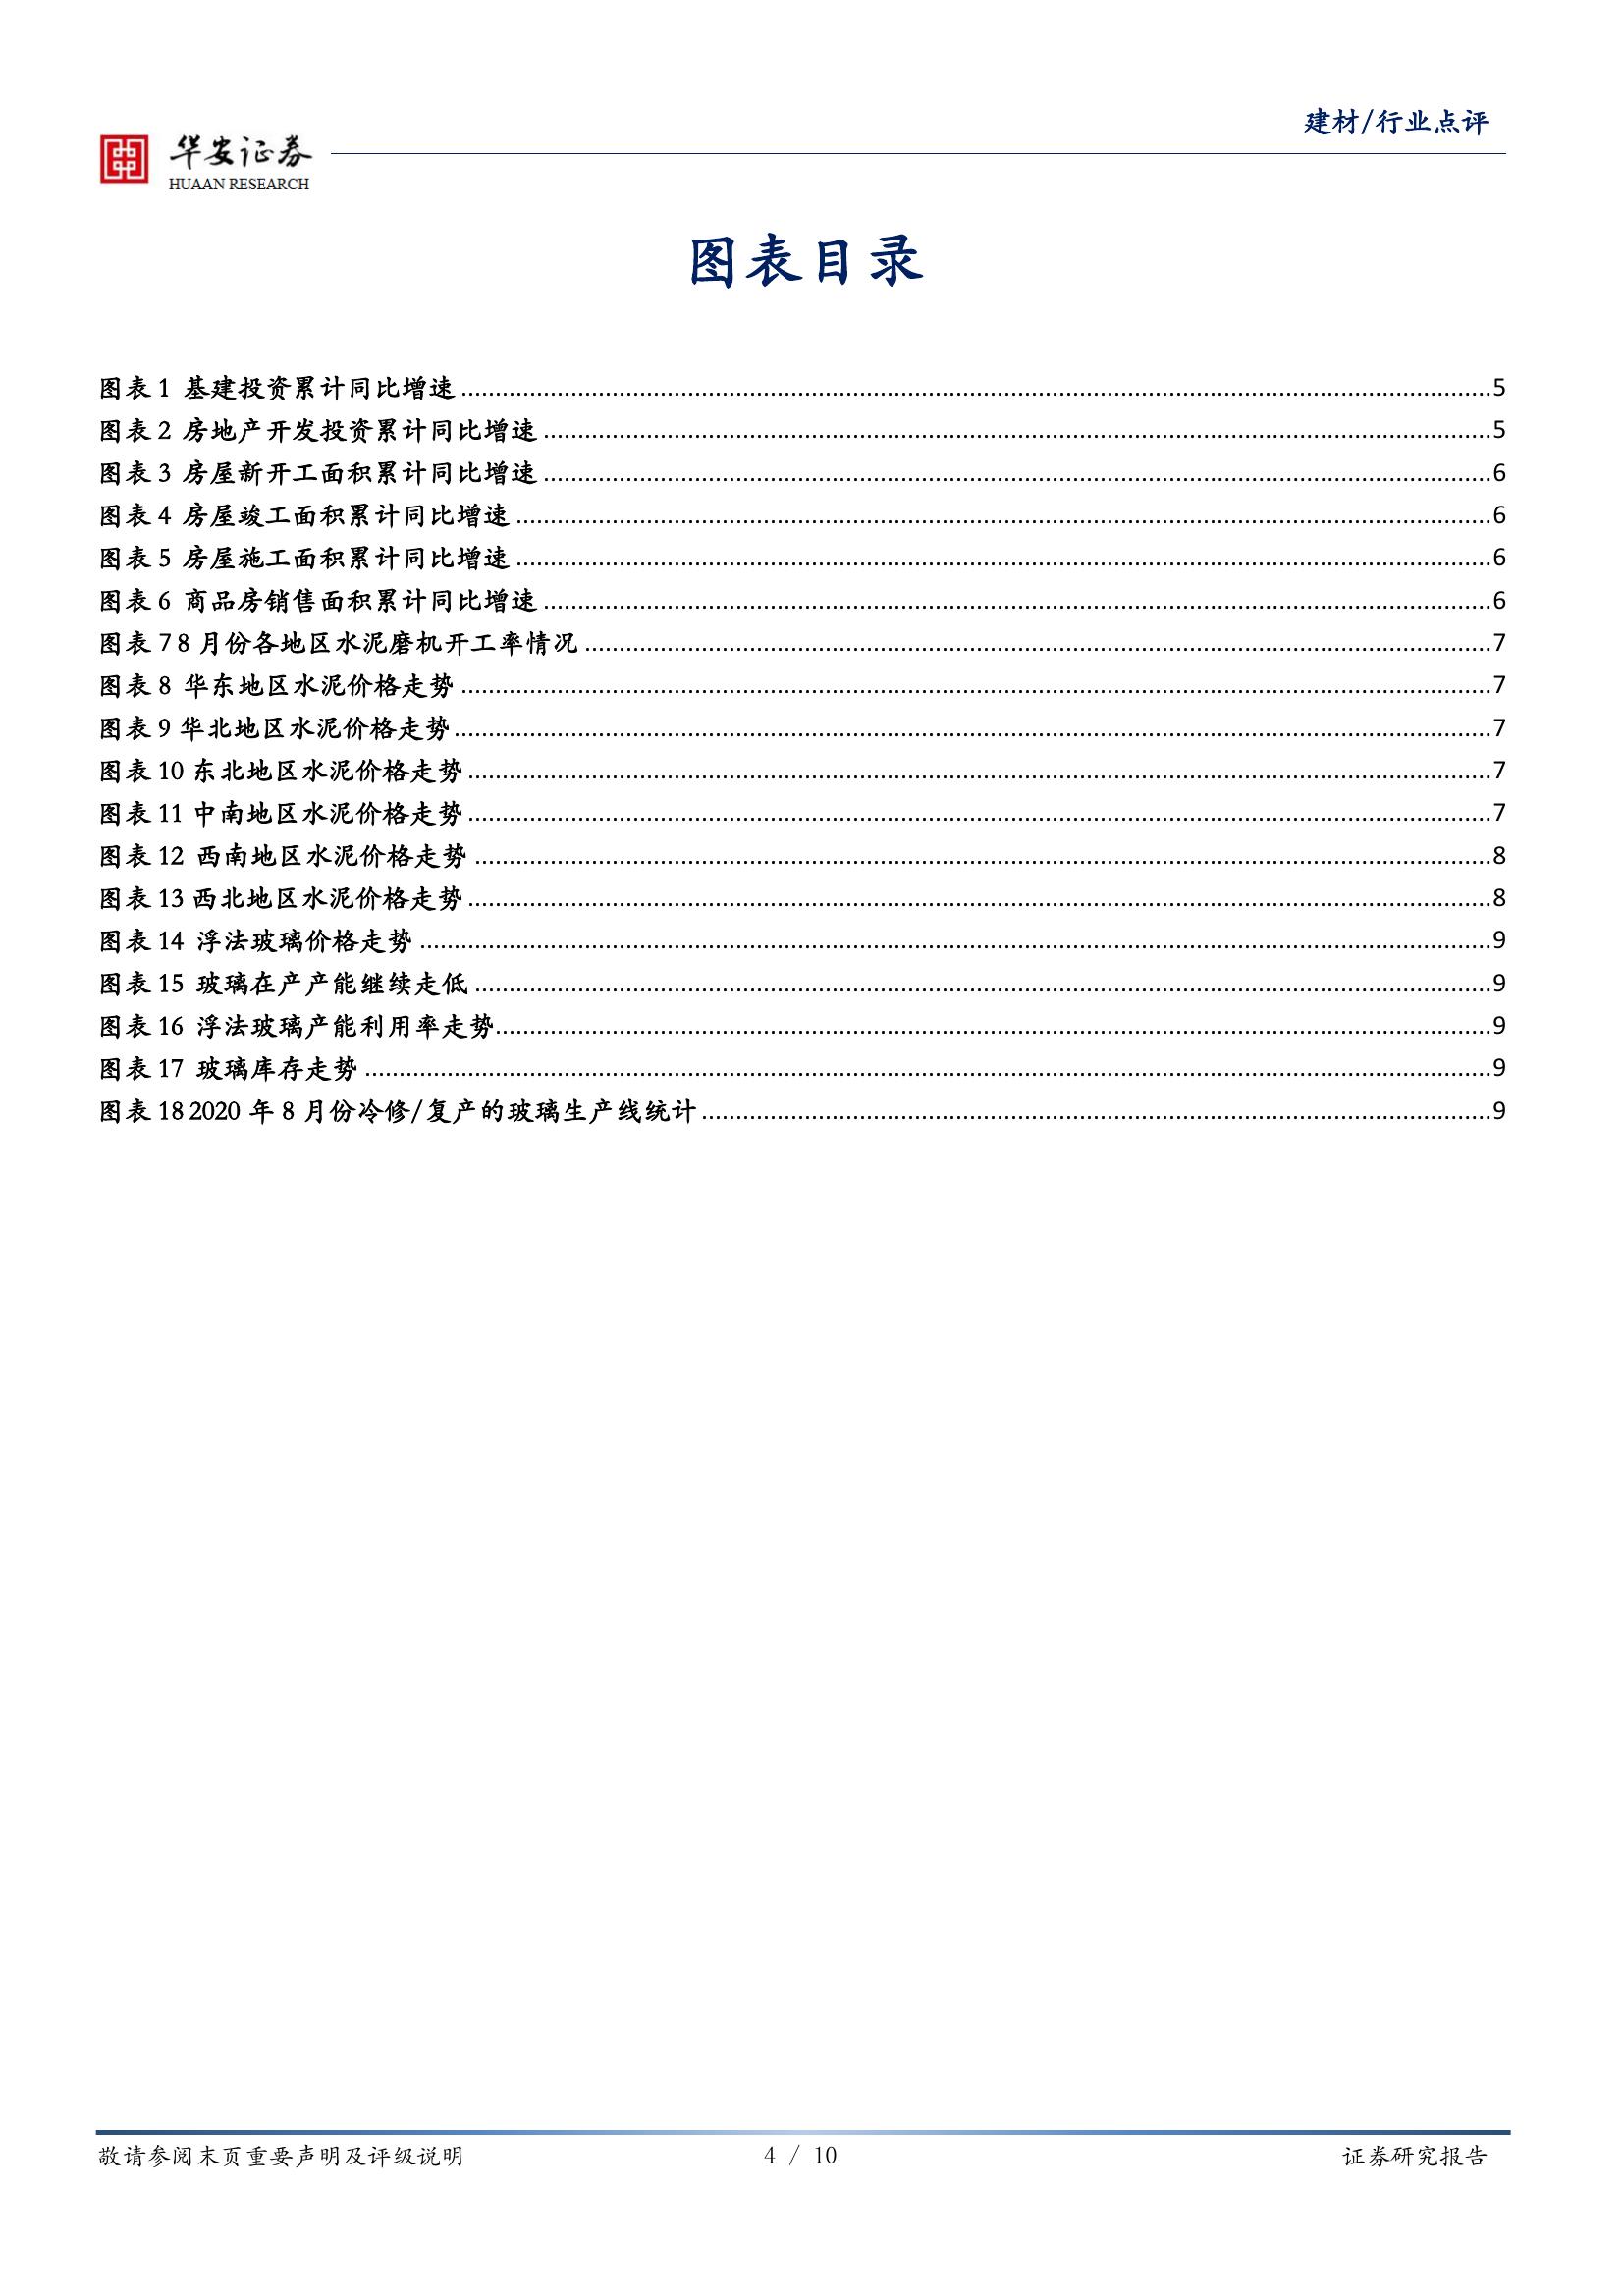 建材/行业点评
华安证券
HUAAN RESEARCH
图表目录
图表 1 基建投资累计同比增速 ........ 5
图表 2 房地产开发投资累计同比增速 ........ 5
图表 3 房屋新开工面积累计同比增速 ........ 6
图表 4 房屋竣工面积累计同比增速 ........ 6
图表 5 房屋施工面积累计同比增速 ........ 6
图表 6 商品房销售面积累计同比增速 ........ 6
图表 7 8 月份各地区水泥磨机开工率情况 ........ 7
图表 8 华东地区水泥价格走势 ........ 7
图表 9 华北地区水泥价格走势 ........ 7
图表 10 东北地区水泥价格走势 ........ 7
图表 11 中南地区水泥价格走势 ........ 7
图表 12 西南地区水泥价格走势 ........ 8
图表 13 西北地区水泥价格走势 ........ 8
图表 14 浮法玻璃价格走势 ........ 9
图表 15 玻璃在产产能继续走低 ........ 9
图表 16 浮法玻璃产能利用率走势 ........ 9
图表 17 玻璃库存走势 ........ 9
图表 18 2020 年 8 月份冷修/复产的玻璃生产线统计 ........ 9
敬请参阅末页重要声明及评级说明 4 / 10 证券研究报告